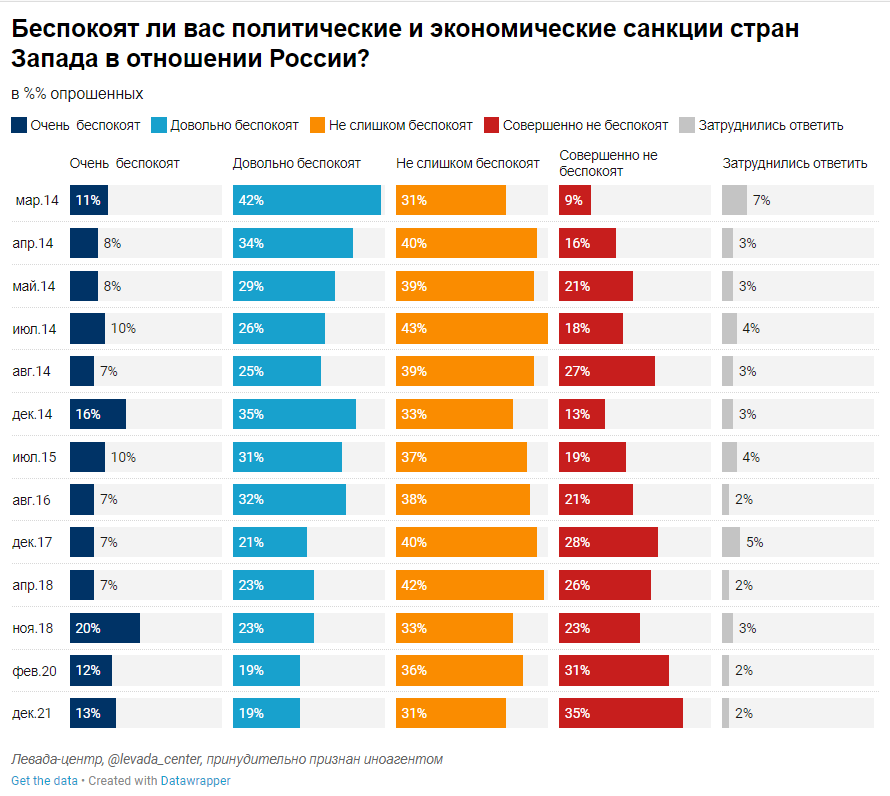 Беспокоят ли вас политические и экономические санкции стран
Запада в отношении России?
в %% опрошенных
Очень беспокоят Довольно беспокоят Не слишком беспокоят Совершенно не беспокоят Затруднились ответить
Очень беспокоят Довольно беспокоят Не слишком беспокоят Совершенно не
беспокоят Затруднились ответить
мар.14 11% 42% 31% 9% 7%
апр.14 8% 34% 40% 16% 3%
май.14 8% 29% 39% 21% 3%
июл.14 10% 26% 43% 18% 4%
авг.14 7% 25% 39% 27% 3%
дек.14 16% 35% 33% 13% 3%
июл.15 10% 31% 37% 19% 4%
авг.16 7% 32% 38% 21% 2%
дек.17 7% 21% 40% 28% 5%
апр.18 7% 23% 42% 26% 2%
ноя.18 20% 23% 33% 23% 3%
фев.20 12% 19% 36% 31% 2%
дек.21 13% 19% 31% 35% 2%
Левада-центр, @levada_center, принудительно признан иноагентом
Get the data • Created with Datawrapper